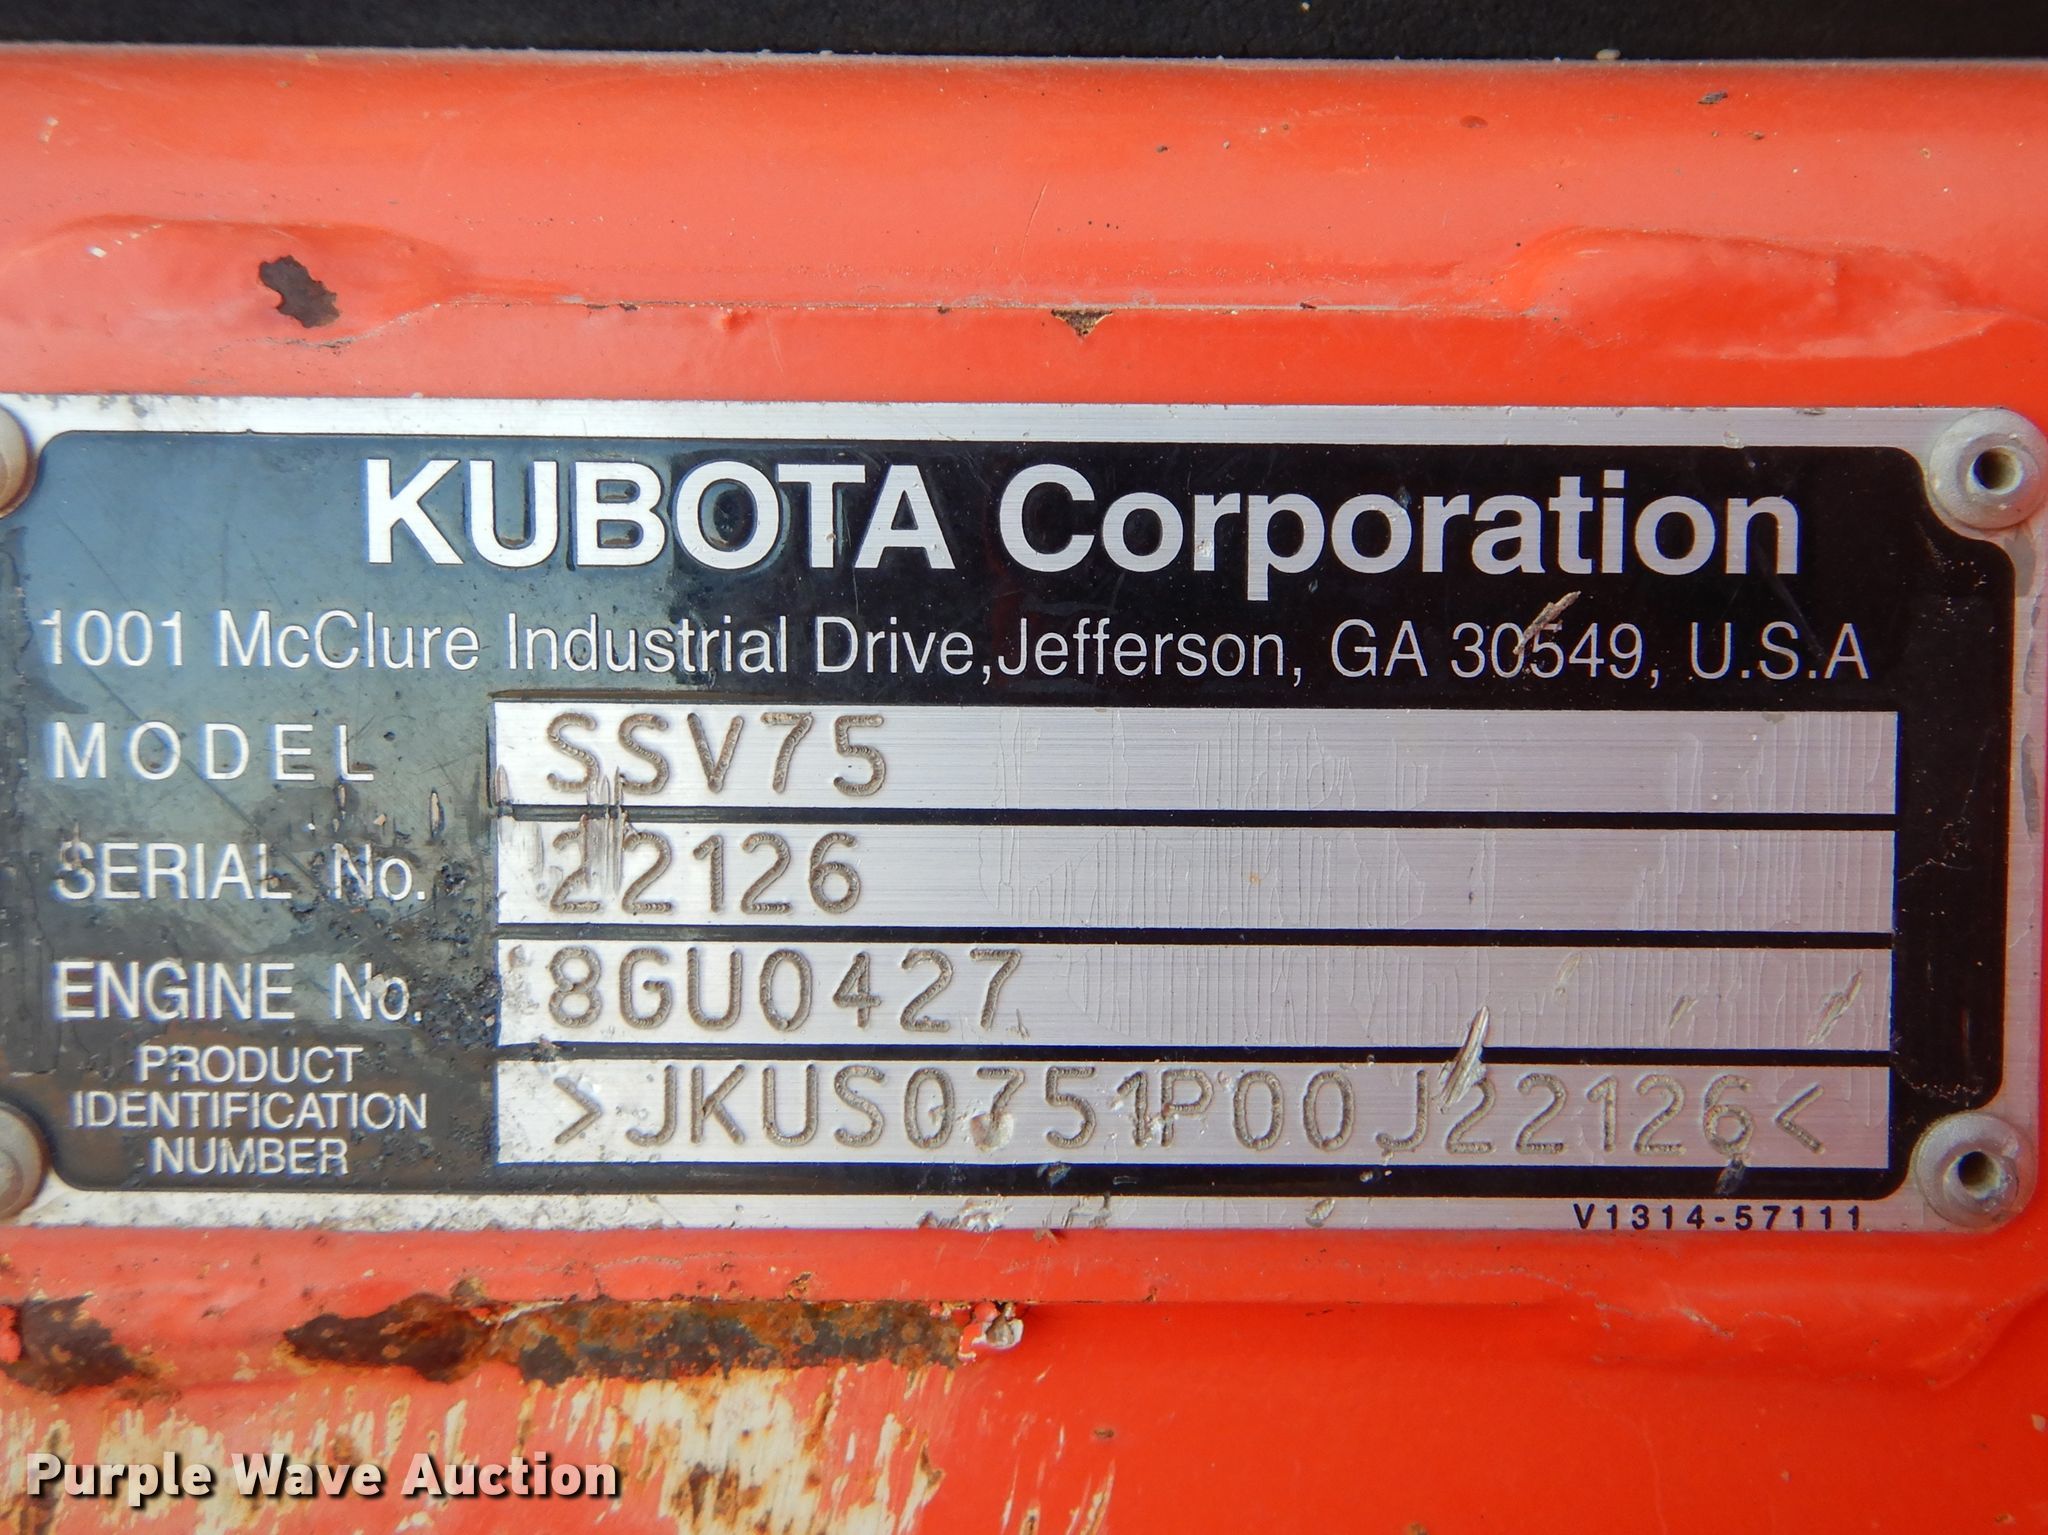 KUBOTA Corporation
1001 McClure Industrial Drive,Jefferson, GA 30549, U.S.A
MODEL SSV75
SERIAL No. 22126
ENGINE No. 8GU0427
PRODUCT
IDENTIFICATION
NUMBER
>JKUS0751P00J22126<
V1314-57111
Purple Wave Auction